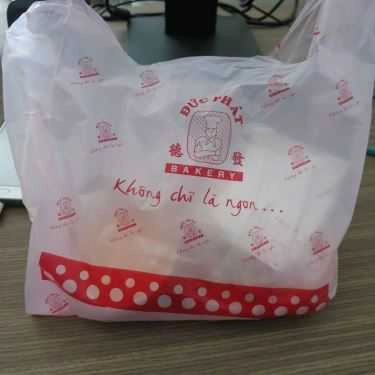 ĐỨC PHÁT
德 發
BAKERY
Không chỉ là ngon...